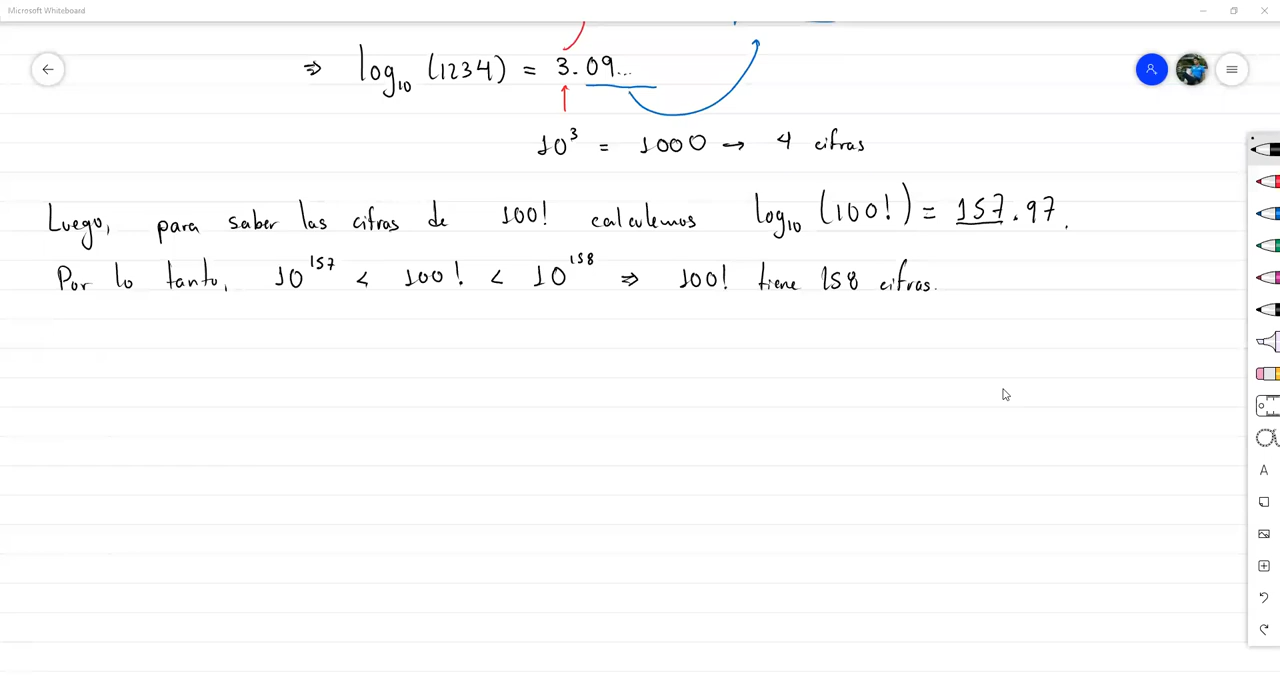 Microsoft Whiteboard
⇒ log₁₀ (1234) = 3.09...
10³ = 1000 → 4 cifras
Luego, para saber las cifras de 100! calculemos log₁₀ (100!) = 157.97.
Por lo tanto, 10¹⁵⁷ < 100! < 10¹⁵⁸ ⇒ 100! tiene 158 cifras.
A